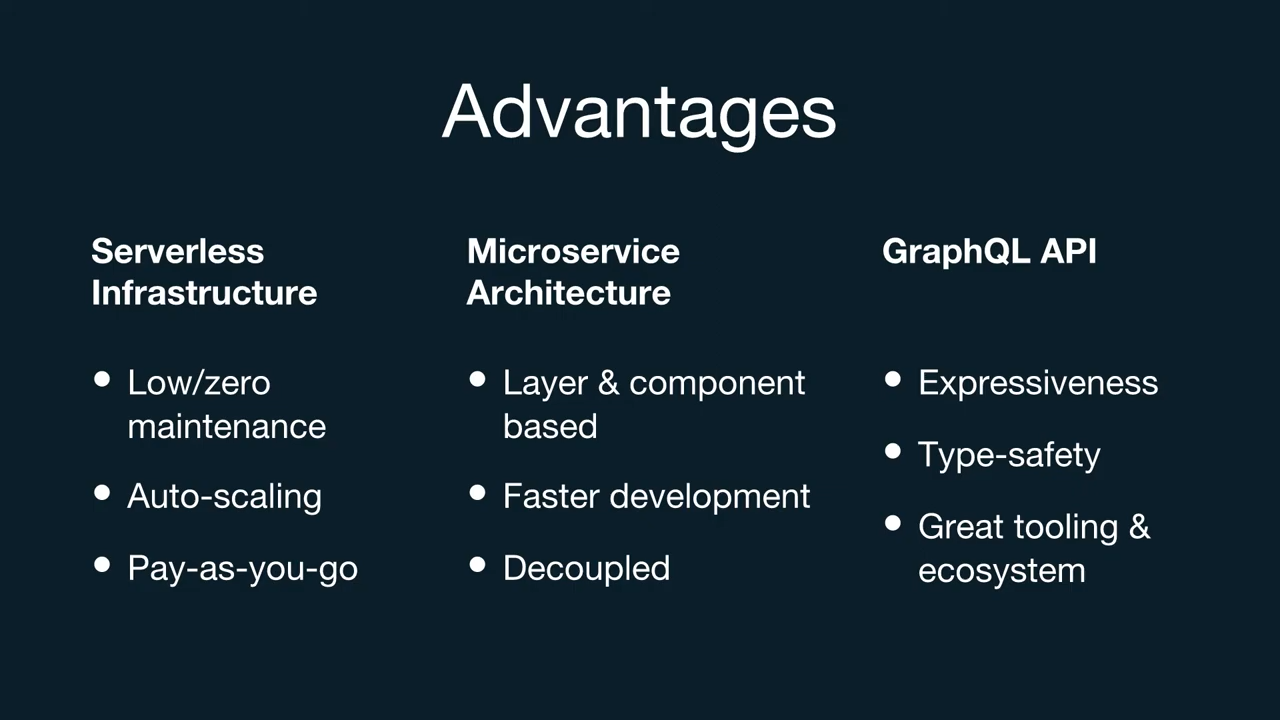 Advantages
Serverless
Infrastructure
• Low/zero
maintenance
• Auto-scaling
• Pay-as-you-go
Microservice
Architecture
• Layer & component
based
• Faster development
• Decoupled
GraphQL API
• Expressiveness
• Type-safety
• Great tooling &
ecosystem